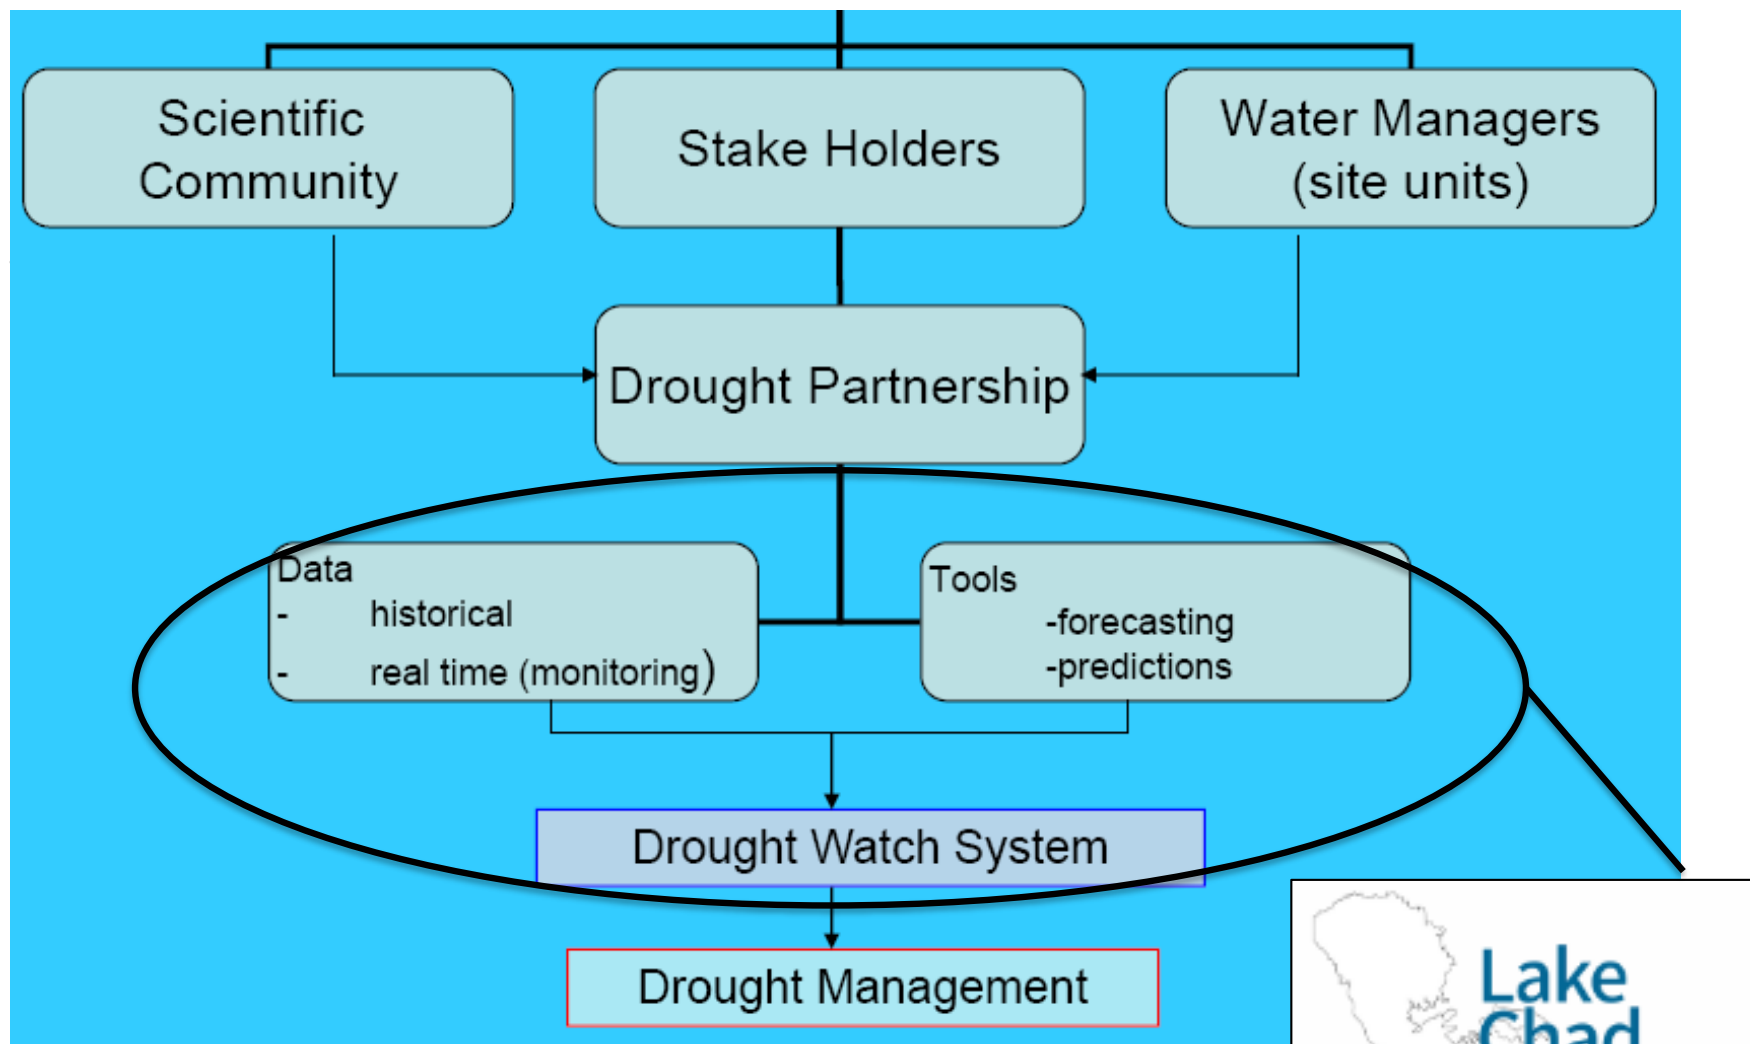 Scientific
Community
Stake Holders
Water Managers
(site units)
Drought Partnership
Data
- historical
- real time (monitoring)
Tools
-forecasting
-predictions
Drought Watch System
Drought Management
Lake
Chad